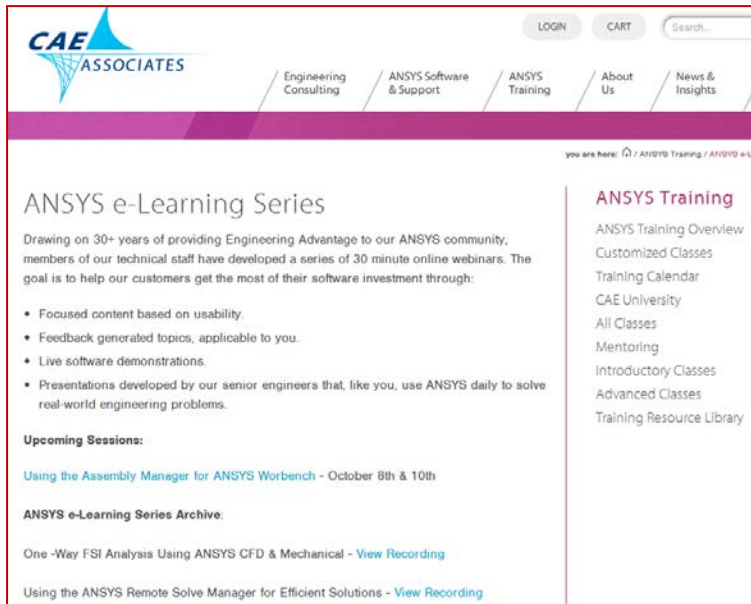 CAE
ASSOCIATES
LOGIN
CART
Search...
Engineering
Consulting
ANSYS Software
& Support
ANSYS
Training
About
Us
News &
Insights
you are here: / ANSYS Training / ANSYS e-L
ANSYS e-Learning Series
Drawing on 30+ years of providing Engineering Advantage to our ANSYS community,
members of our technical staff have developed a series of 30 minute online webinars. The
goal is to help our customers get the most of their software investment through:
• Focused content based on usability.
• Feedback generated topics, applicable to you.
• Live software demonstrations.
• Presentations developed by our senior engineers that, like you, use ANSYS daily to solve
real-world engineering problems.
Upcoming Sessions:
Using the Assembly Manager for ANSYS Worbench - October 8th & 10th
ANSYS e-Learning Series Archive:
One -Way FSI Analysis Using ANSYS CFD & Mechanical - View Recording
Using the ANSYS Remote Solve Manager for Efficient Solutions - View Recording
ANSYS Training
ANSYS Training Overview
Customized Classes
Training Calendar
CAE University
All Classes
Mentoring
Introductory Classes
Advanced Classes
Training Resource Library